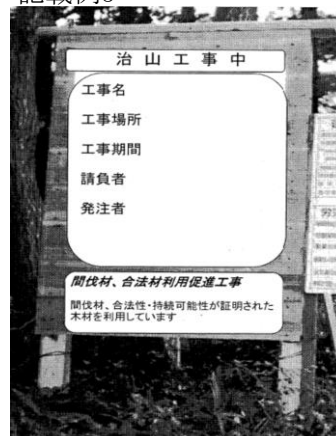 治山工事中
工事名
工事場所
工事期間
請負者
発注者
間伐材、合法材利用促進工事
間伐材、合法性・持続可能性が証明された
木材を利用しています